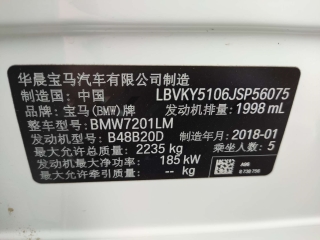 华晨宝马汽车有限公司制造
制造国：中国 LBVKY5106JSP56075
品牌：宝马(BMW)牌 发动机排量：1998 mL
整车型号：BMW7201LM
发动机型号：B48B20D 制造年月：2018-01
最大允许总质量：2235 kg 乘坐人数：5
发动机最大净功率：185 kW
最大允许牵引质量：-- kg